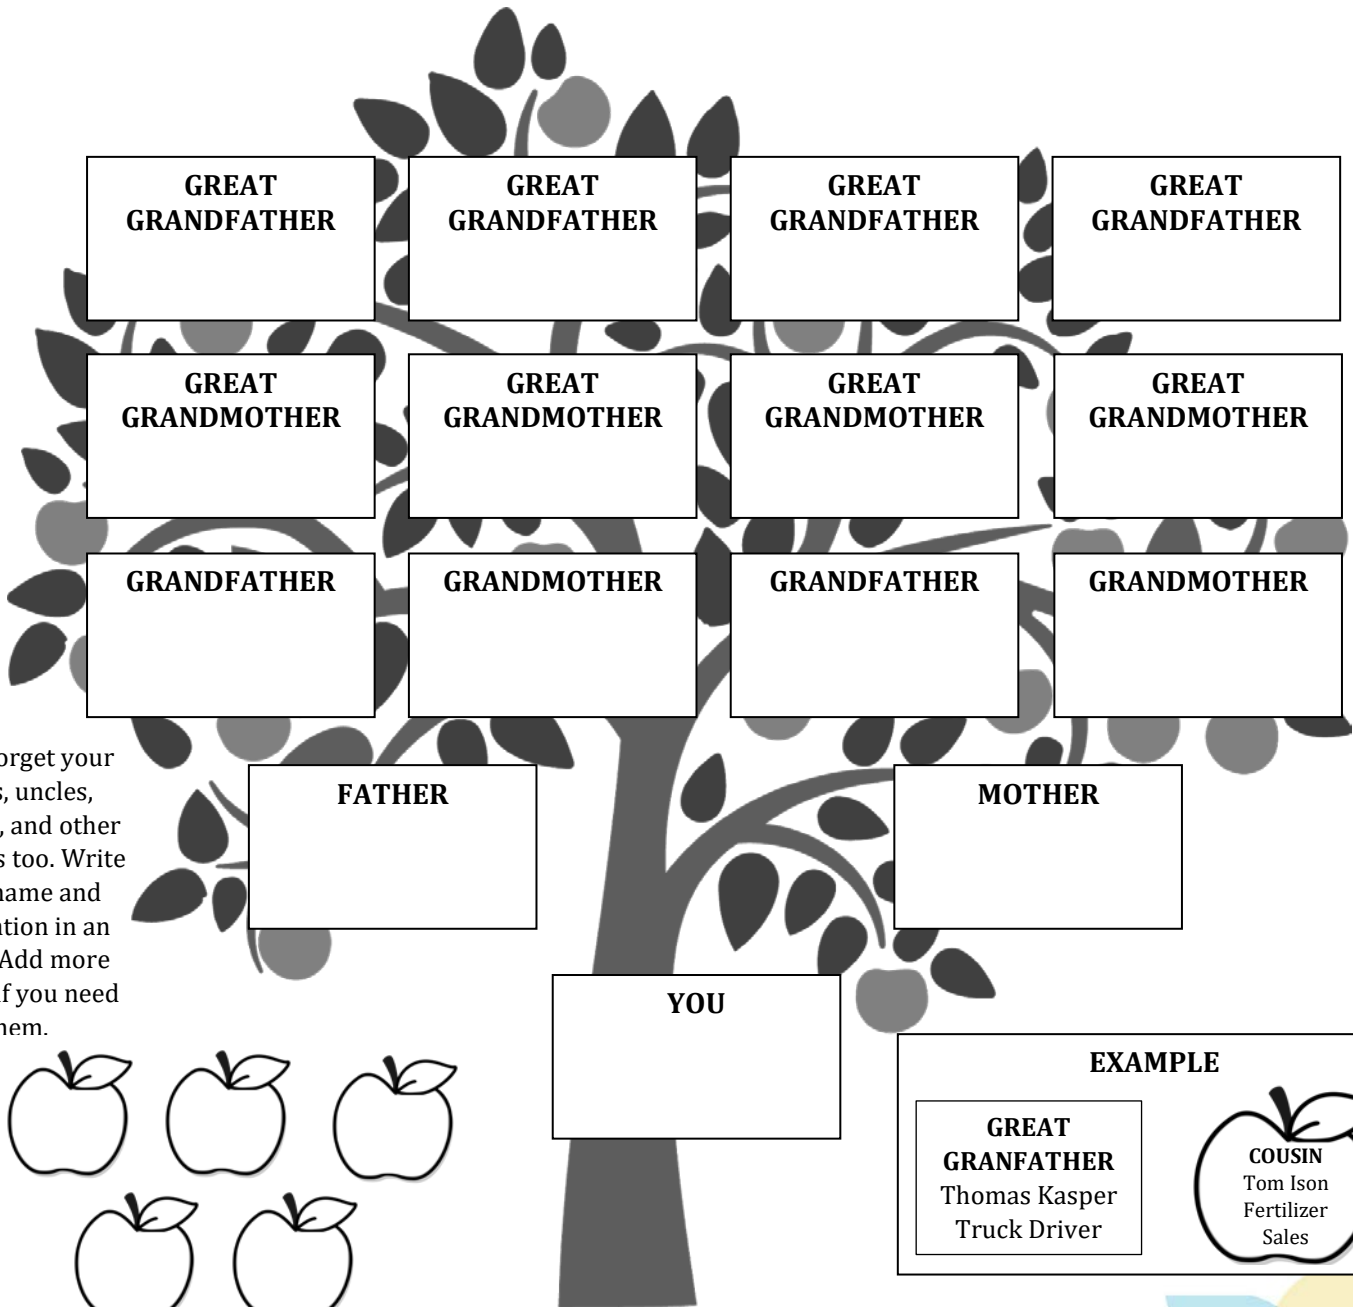 GREAT
GRANDFATHER
GREAT
GRANDFATHER
GREAT
GRANDFATHER
GREAT
GRANDFATHER
GREAT
GRANDMOTHER
GREAT
GRANDMOTHER
GREAT
GRANDMOTHER
GREAT
GRANDMOTHER
GRANDFATHER
GRANDMOTHER
GRANDFATHER
GRANDMOTHER
orget your
s, uncles,
, and other
s too. Write
name and
ation in an
Add more
if you need
hem.
FATHER
MOTHER
YOU
EXAMPLE
GREAT
GRANFATHER
Thomas Kasper
Truck Driver
COUSIN
Tom Ison
Fertilizer
Sales